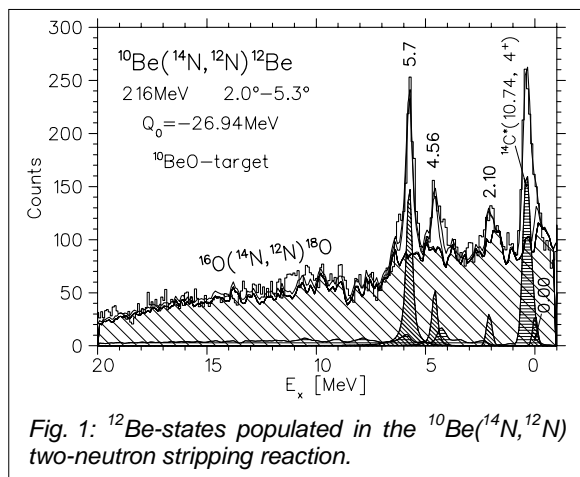 ¹⁰Be(¹⁴N,¹²N)¹²Be
216MeV 2.0°−5.3°
Q₀=−26.94MeV
¹⁰BeO−target
¹⁶O(¹⁴N,¹²N)¹⁸O
5.7
4.56
2.10
¹⁴C*(10.74, 4⁺)
0.00
Counts
300
250
200
150
100
50
0
20 15 10 5 0
Eₓ [MeV]
Fig. 1: ¹²Be-states populated in the ¹⁰Be(¹⁴N,¹²N)
two-neutron stripping reaction.